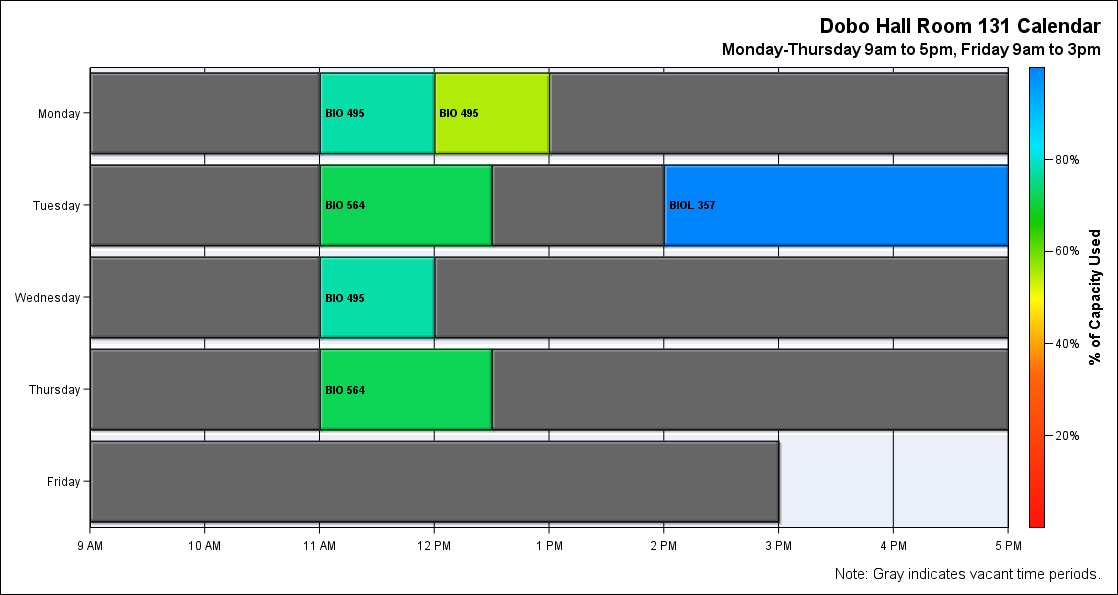 Dobo Hall Room 131 Calendar
Monday-Thursday 9am to 5pm, Friday 9am to 3pm
Monday
BIO 495
BIO 495
Tuesday
BIO 564
BIOL 357
Wednesday
BIO 495
Thursday
BIO 564
Friday
9 AM
10 AM
11 AM
12 PM
1 PM
2 PM
3 PM
4 PM
5 PM
80%
60%
40%
20%
% of Capacity Used
Note: Gray indicates vacant time periods.